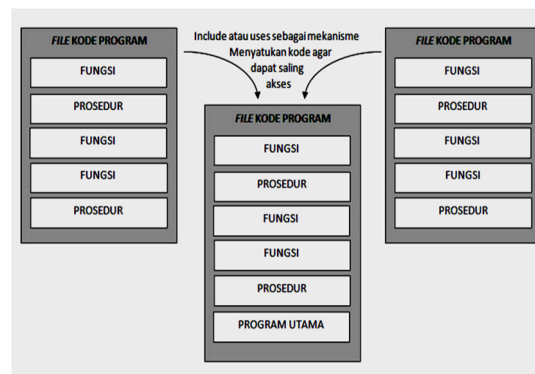 FILE KODE PROGRAM
FUNGSI
PROSEDUR
FUNGSI
FUNGSI
PROSEDUR
Include atau uses sebagai mekanisme
Menyatukan kode agar
dapat saling
akses
FILE KODE PROGRAM
FUNGSI
PROSEDUR
FUNGSI
FUNGSI
PROSEDUR
PROGRAM UTAMA
FILE KODE PROGRAM
FUNGSI
PROSEDUR
FUNGSI
FUNGSI
PROSEDUR